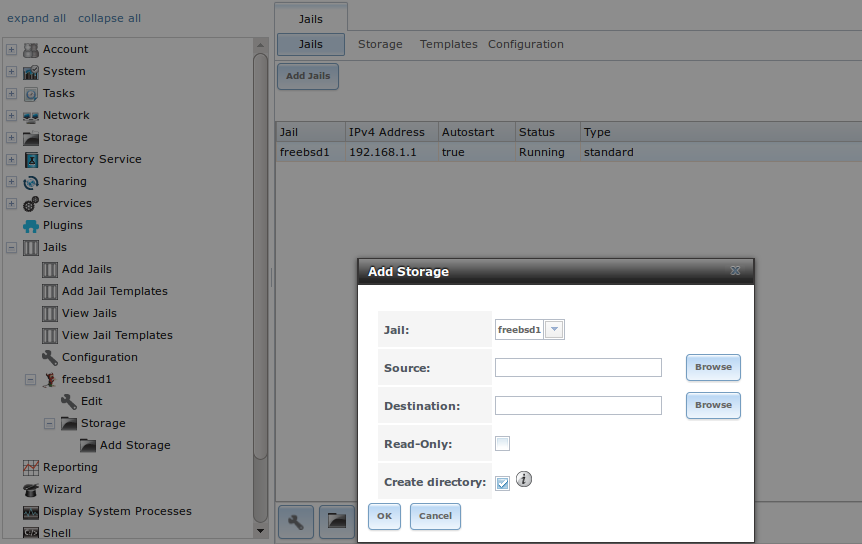 expand all collapse all
Account
System
Tasks
Network
Storage
Directory Service
Sharing
Services
Plugins
Jails
Add Jails
Add Jail Templates
View Jails
View Jail Templates
Configuration
freebsd1
Edit
Storage
Add Storage
Reporting
Wizard
Display System Processes
Shell
Jails
Jails Storage Templates Configuration
Add Jails
Jail IPv4 Address Autostart Status Type
freebsd1 192.168.1.1 true Running standard
Add Storage
Jail: freebsd1
Source: Browse
Destination: Browse
Read-Only:
Create directory: i
OK Cancel